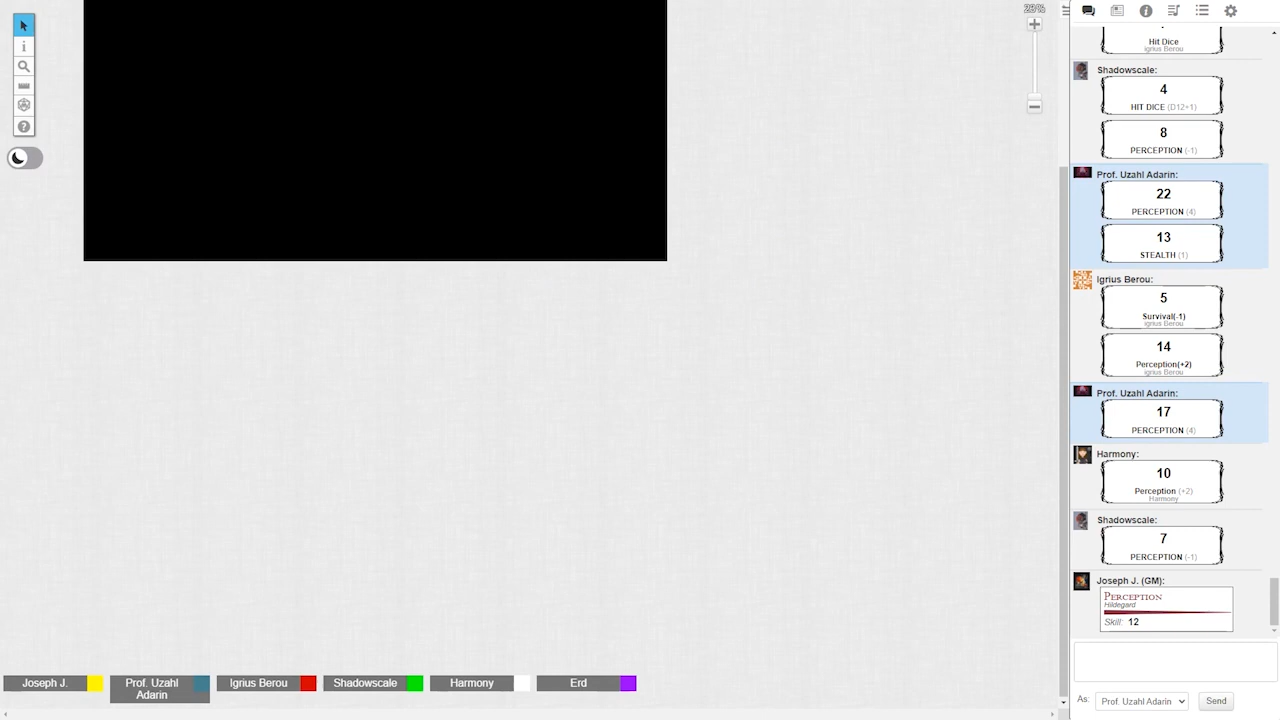 23%
Hit Dice
Igrius Berou
Shadowscale:
4
HIT DICE (D12+1)
8
PERCEPTION (-1)
Prof. Uzahl Adarin:
22
PERCEPTION (4)
13
STEALTH (1)
Igrius Berou:
5
Survival(-1)
Igrius Berou
14
Perception(+2)
Igrius Berou
Prof. Uzahl Adarin:
17
PERCEPTION (4)
Harmony:
10
Perception (+2)
Harmony
Shadowscale:
7
PERCEPTION (-1)
Joseph J. (GM):
PERCEPTION
Hildegard
Skill: 12
As:
Prof. Uzahl Adarin
Send
Joseph J.
Prof. Uzahl
Adarin
Igrius Berou
Shadowscale
Harmony
Erd